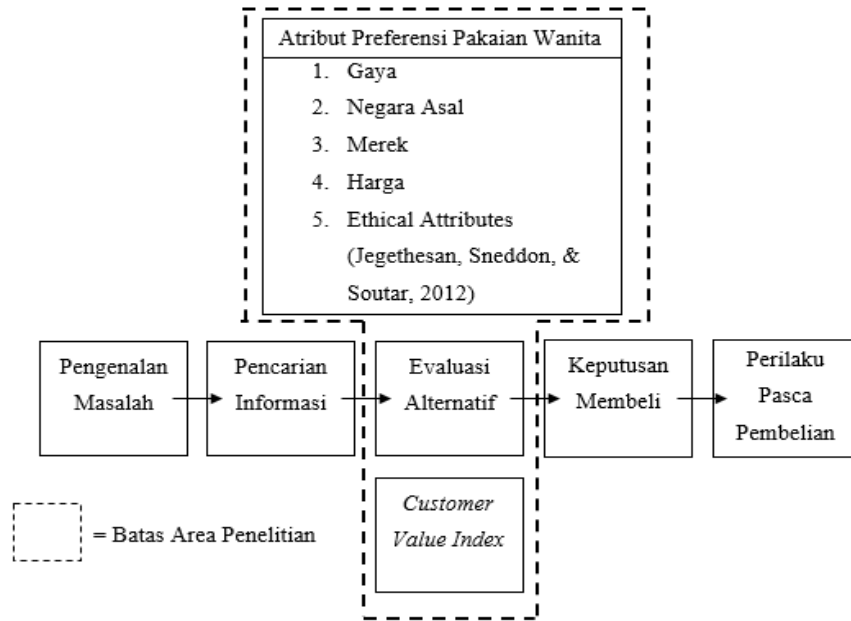 Atribut Preferensi Pakaian Wanita
1. Gaya
2. Negara Asal
3. Merek
4. Harga
5. Ethical Attributes
(Jegethesan, Sneddon, &
Soutar, 2012)
Pengenalan
Masalah
Pencarian
Informasi
Evaluasi
Alternatif
Keputusan
Membeli
Perilaku
Pasca
Pembelian
Customer
Value Index
= Batas Area Penelitian